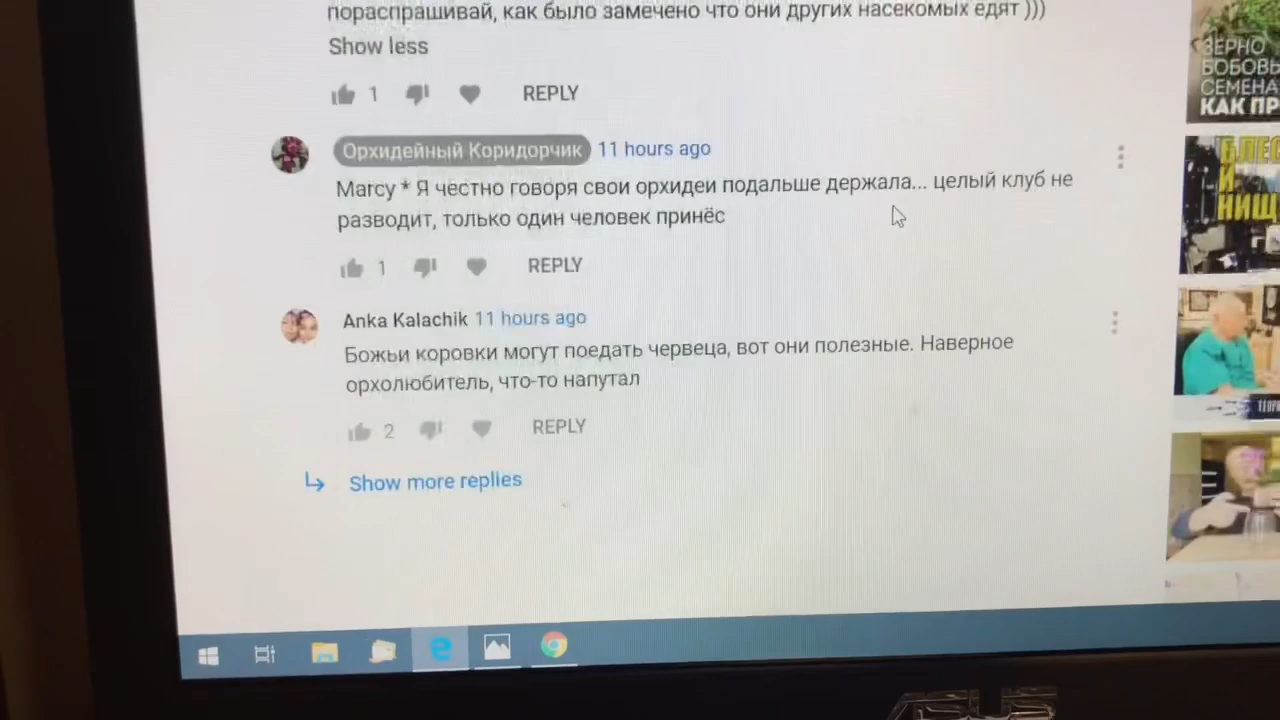 пораспрашивай, как было замечено что они других насекомых едят )))
Show less
1 REPLY
Орхидейный Коридорчик 11 hours ago
Marcy * Я честно говоря свои орхидеи подальше держала... целый клуб не
разводит, только один человек принёс
1 REPLY
Anka Kalachik 11 hours ago
Божьи коровки могут поедать червеца, вот они полезные. Наверное
орхолюбитель, что-то напутал
2 REPLY
Show more replies
ЗЕРНО
БОБОВЫ
СЕМЕНА
КАК ПР
БЛЕС
И
НИЩ